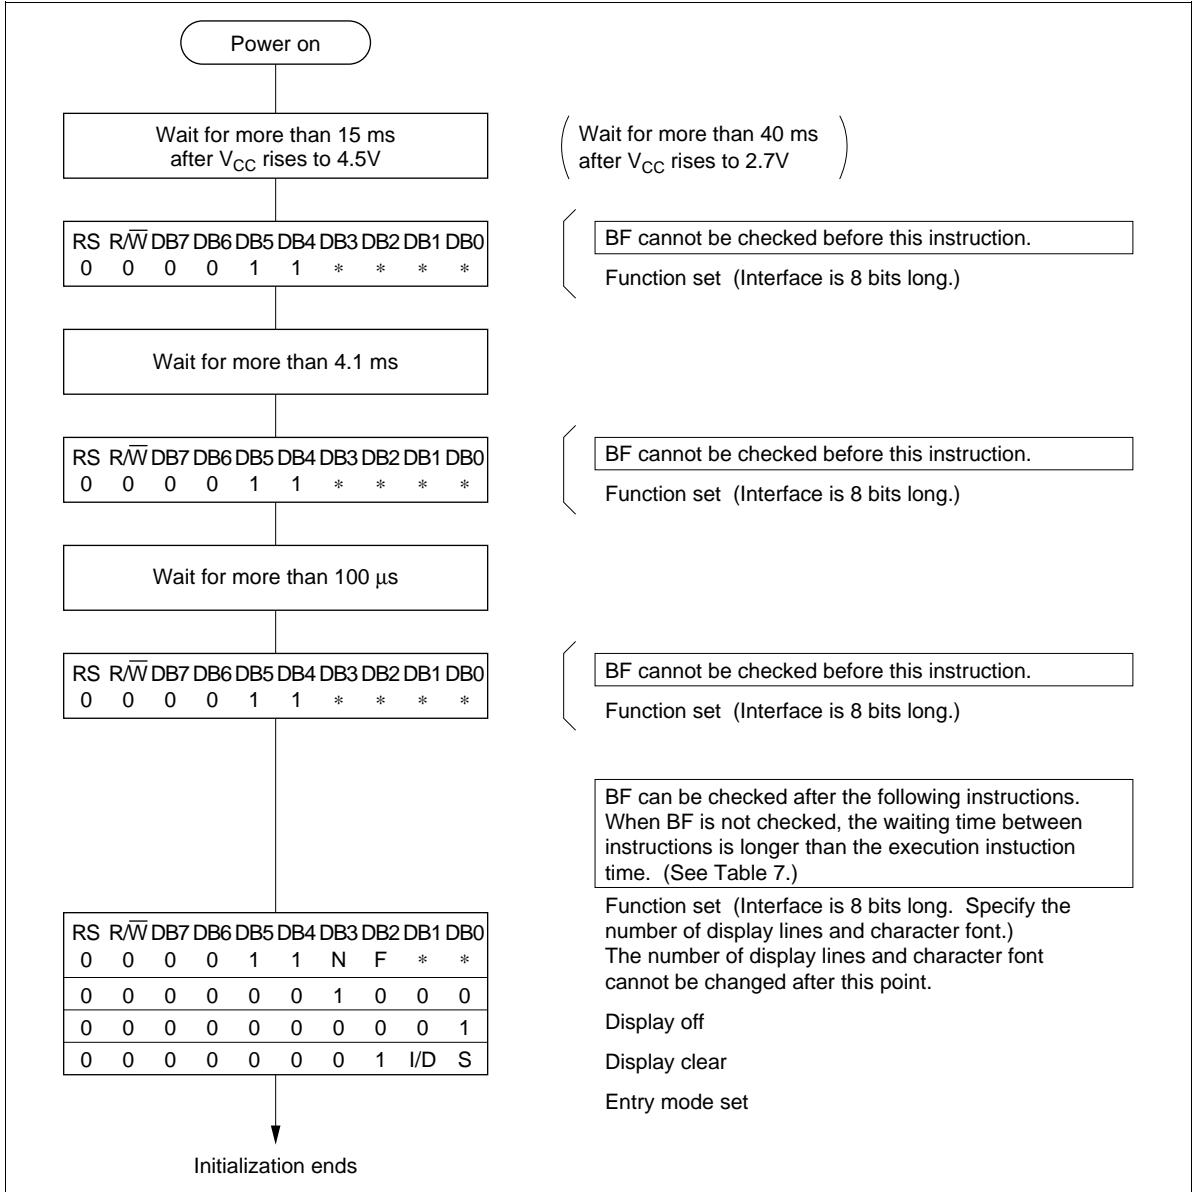 Power on
Wait for more than 15 ms
after VCC rises to 4.5V
Wait for more than 40 ms
after VCC rises to 2.7V
RS R/W̅ DB7 DB6 DB5 DB4 DB3 DB2 DB1 DB0
0 0 0 0 1 1 * * * *
BF cannot be checked before this instruction.
Function set (Interface is 8 bits long.)
Wait for more than 4.1 ms
RS R/W̅ DB7 DB6 DB5 DB4 DB3 DB2 DB1 DB0
0 0 0 0 1 1 * * * *
BF cannot be checked before this instruction.
Function set (Interface is 8 bits long.)
Wait for more than 100 µs
RS R/W̅ DB7 DB6 DB5 DB4 DB3 DB2 DB1 DB0
0 0 0 0 1 1 * * * *
BF cannot be checked before this instruction.
Function set (Interface is 8 bits long.)
BF can be checked after the following instructions.
When BF is not checked, the waiting time between
instructions is longer than the execution instuction
time. (See Table 7.)
RS R/W̅ DB7 DB6 DB5 DB4 DB3 DB2 DB1 DB0
0 0 0 0 1 1 N F * *
0 0 0 0 0 0 1 0 0 0
0 0 0 0 0 0 0 0 0 1
0 0 0 0 0 0 0 1 I/D S
Function set (Interface is 8 bits long. Specify the
number of display lines and character font.)
The number of display lines and character font
cannot be changed after this point.
Display off
Display clear
Entry mode set
Initialization ends